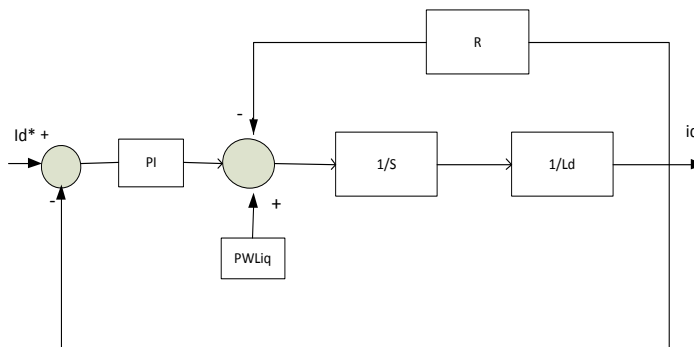 R
-
Id* +
id
PI
1/S
1/Ld
-
+
PWLiq